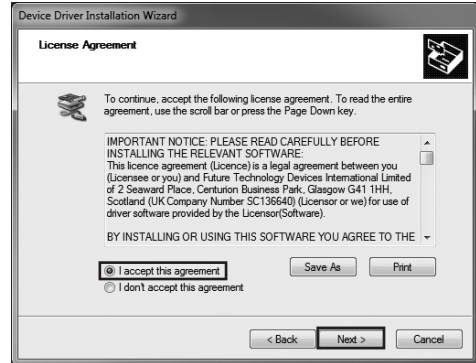 Device Driver Installation Wizard
License Agreement
To continue, accept the following license agreement. To read the entire
agreement, use the scroll bar or press the Page Down key.
IMPORTANT NOTICE: PLEASE READ CAREFULLY BEFORE
INSTALLING THE RELEVANT SOFTWARE:
This licence agreement (Licence) is a legal agreement between you
(Licensee or you) and Future Technology Devices International Limited
of 2 Seaward Place, Centurion Business Park, Glasgow G41 1HH,
Scotland (UK Company Number SC136640) (Licensor or we) for use of
driver software provided by the Licensor(Software).
BY INSTALLING OR USING THIS SOFTWARE YOU AGREE TO THE
I accept this agreement
Save As
Print
I don't accept this agreement
< Back
Next >
Cancel